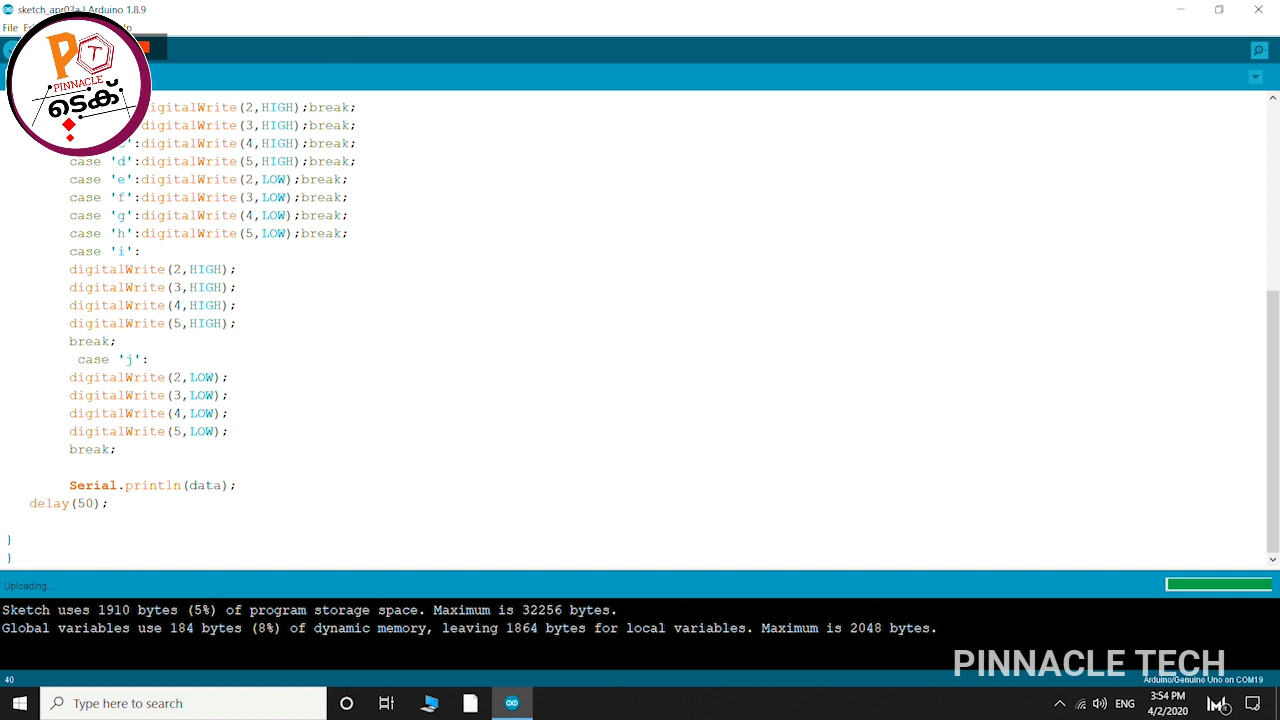 sketch_apr02a | Arduino 1.8.9
File
lp
PINNACLE
ടെക്
digitalWrite(2,HIGH);break;
digitalWrite(3,HIGH);break;
digitalWrite(4,HIGH);break;
case 'd':digitalWrite(5,HIGH);break;
case 'e':digitalWrite(2,LOW);break;
case 'f':digitalWrite(3,LOW);break;
case 'g':digitalWrite(4,LOW);break;
case 'h':digitalWrite(5,LOW);break;
case 'i':
digitalWrite(2,HIGH);
digitalWrite(3,HIGH);
digitalWrite(4,HIGH);
digitalWrite(5,HIGH);
break;
case 'j':
digitalWrite(2,LOW);
digitalWrite(3,LOW);
digitalWrite(4,LOW);
digitalWrite(5,LOW);
break;
Serial.println(data);
delay(50);
}
}
Uploading...
Sketch uses 1910 bytes (5%) of program storage space. Maximum is 32256 bytes.
Global variables use 184 bytes (8%) of dynamic memory, leaving 1864 bytes for local variables. Maximum is 2048 bytes.
PINNACLE TECH
40
Arduino/Genuino Uno on COM19
Type here to search
ENG
3:54 PM
4/2/2020